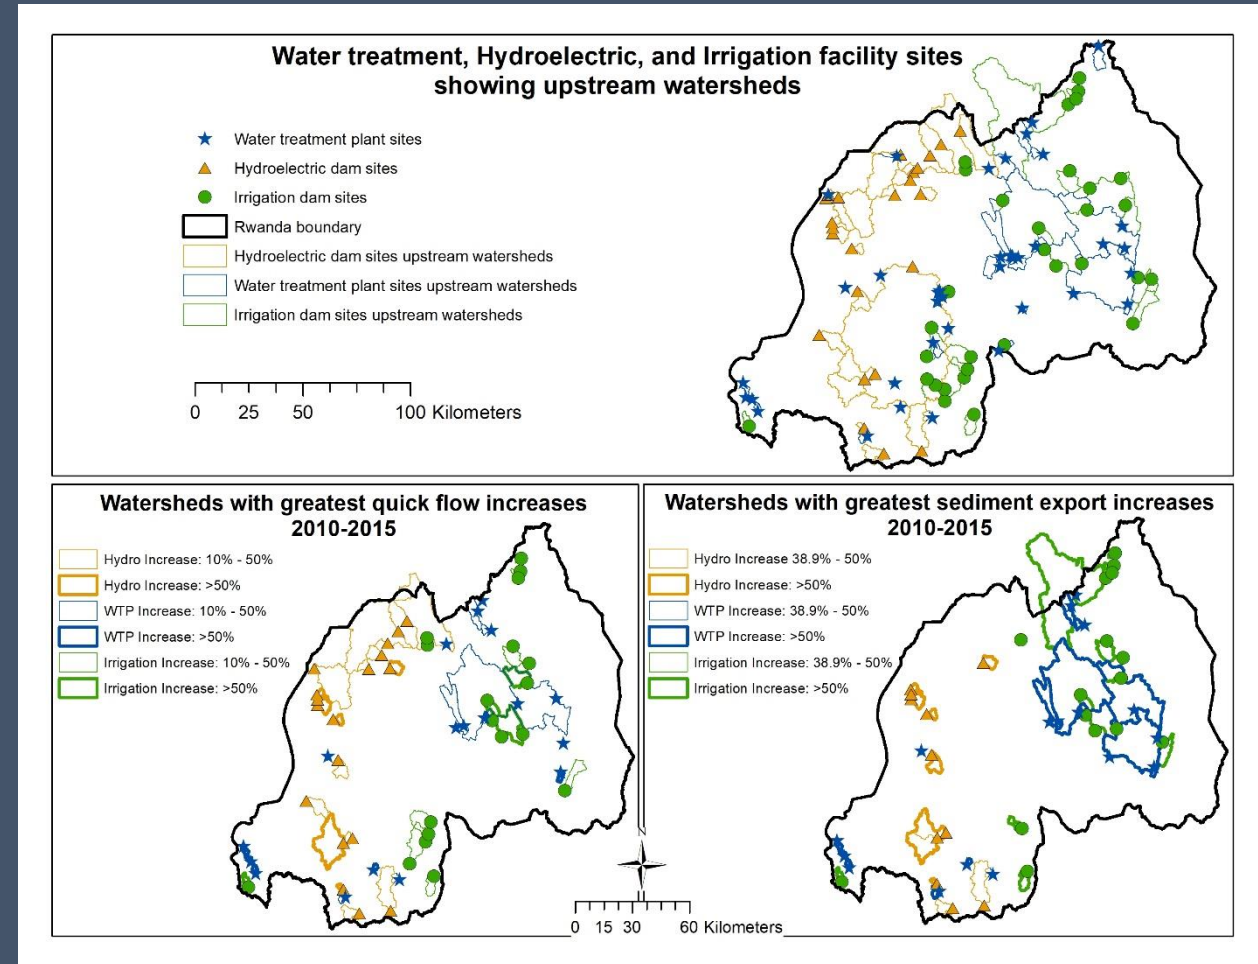 Water treatment, Hydroelectric, and Irrigation facility sites
showing upstream watersheds
Water treatment plant sites
Hydroelectric dam sites
Irrigation dam sites
Rwanda boundary
Hydroelectric dam sites upstream watersheds
Water treatment plant sites upstream watersheds
Irrigation dam sites upstream watersheds
0 25 50 100 Kilometers
Watersheds with greatest quick flow increases
2010-2015
Hydro Increase: 10% - 50%
Hydro Increase: >50%
WTP Increase: 10% - 50%
WTP Increase: >50%
Irrigation Increase: 10% - 50%
Irrigation Increase: >50%
Watersheds with greatest sediment export increases
2010-2015
Hydro Increase 38.9% - 50%
Hydro Increase: >50%
WTP Increase: 38.9% - 50%
WTP Increase: >50%
Irrigation Increase: 38.9% - 50%
Irrigation Increase: >50%
N
0 15 30 60 Kilometers